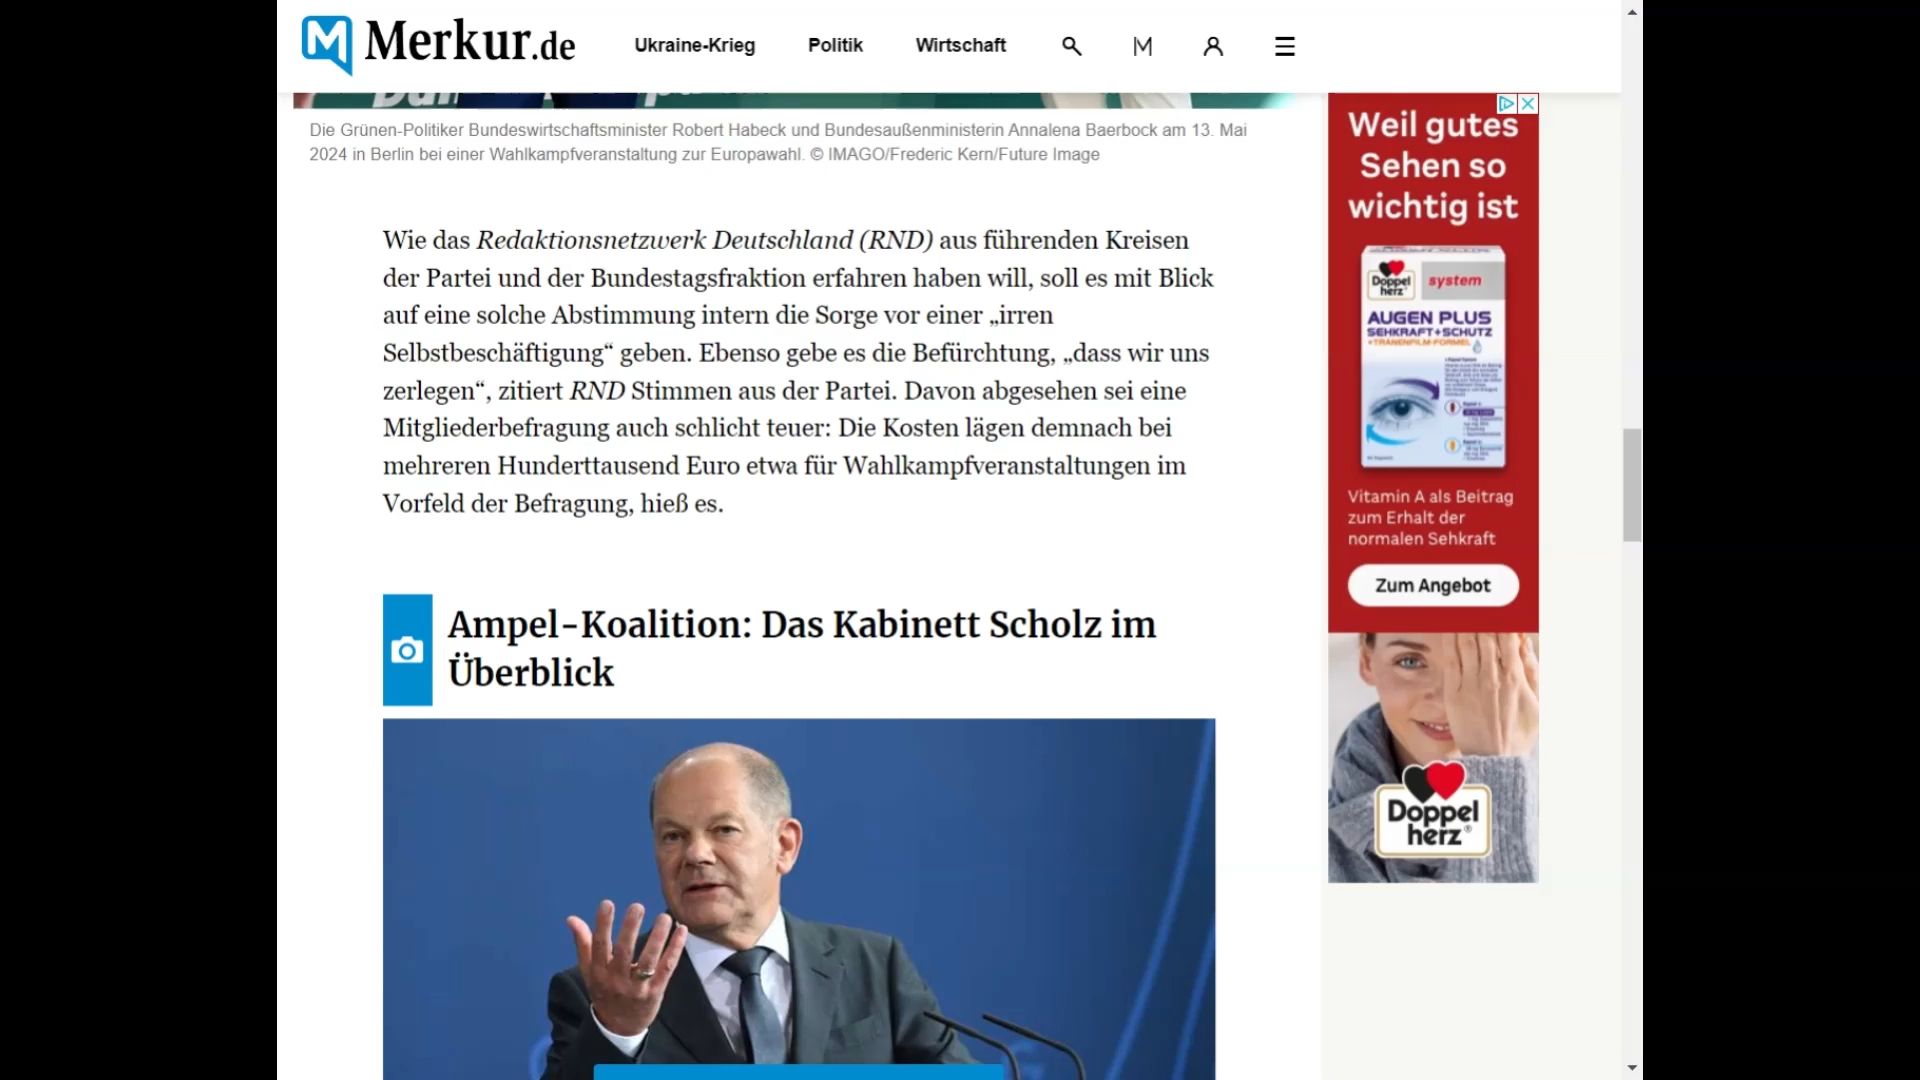 Merkur.de
Ukraine-Krieg
Politik
Wirtschaft
Die Grünen-Politiker Bundeswirtschaftsminister Robert Habeck und Bundesaußenministerin Annalena Baerbock am 13. Mai
2024 in Berlin bei einer Wahlkampfveranstaltung zur Europawahl. © IMAGO/Frederic Kern/Future Image
Wie das Redaktionsnetzwerk Deutschland (RND) aus führenden Kreisen
der Partei und der Bundestagsfraktion erfahren haben will, soll es mit Blick
auf eine solche Abstimmung intern die Sorge vor einer „irren
Selbstbeschäftigung“ geben. Ebenso gebe es die Befürchtung, „dass wir uns
zerlegen“, zitiert RND Stimmen aus der Partei. Davon abgesehen sei eine
Mitgliederbefragung auch schlicht teuer: Die Kosten lägen demnach bei
mehreren Hunderttausend Euro etwa für Wahlkampfveranstaltungen im
Vorfeld der Befragung, hieß es.
Ampel-Koalition: Das Kabinett Scholz im
Überblick
Weil gutes
Sehen so
wichtig ist
Doppel
herz
system
AUGEN PLUS
SEHKRAFT+SCHUTZ
+TRÄNENFILM-FORMEL
Vitamin A als Beitrag
zum Erhalt der
normalen Sehkraft
Zum Angebot
Doppel
herz®